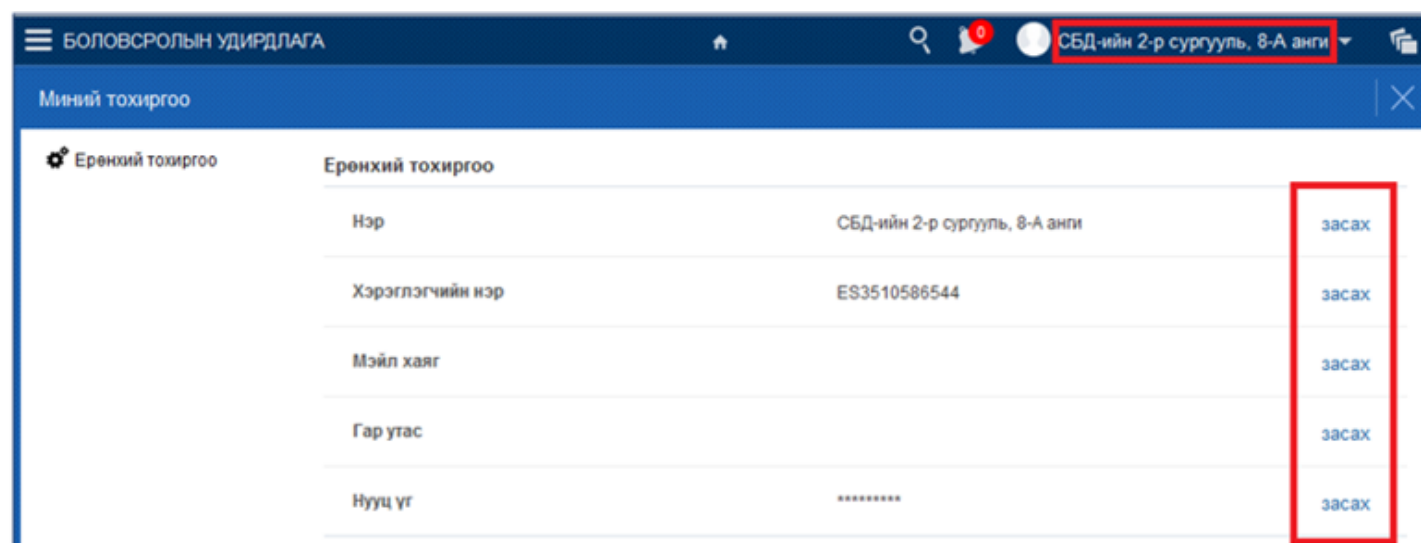 БОЛОВСРОЛЫН УДИРДЛАГА 0 СБД-ийн 2-р сургууль, 8-А анги
Миний тохиргоо
Ерөнхий тохиргоо Ерөнхий тохиргоо
Нэр СБД-ийн 2-р сургууль, 8-А анги засах
Хэрэглэгчийн нэр ES3510586544 засах
Мэйл хаяг засах
Гар утас засах
Нууц үг ********* засах